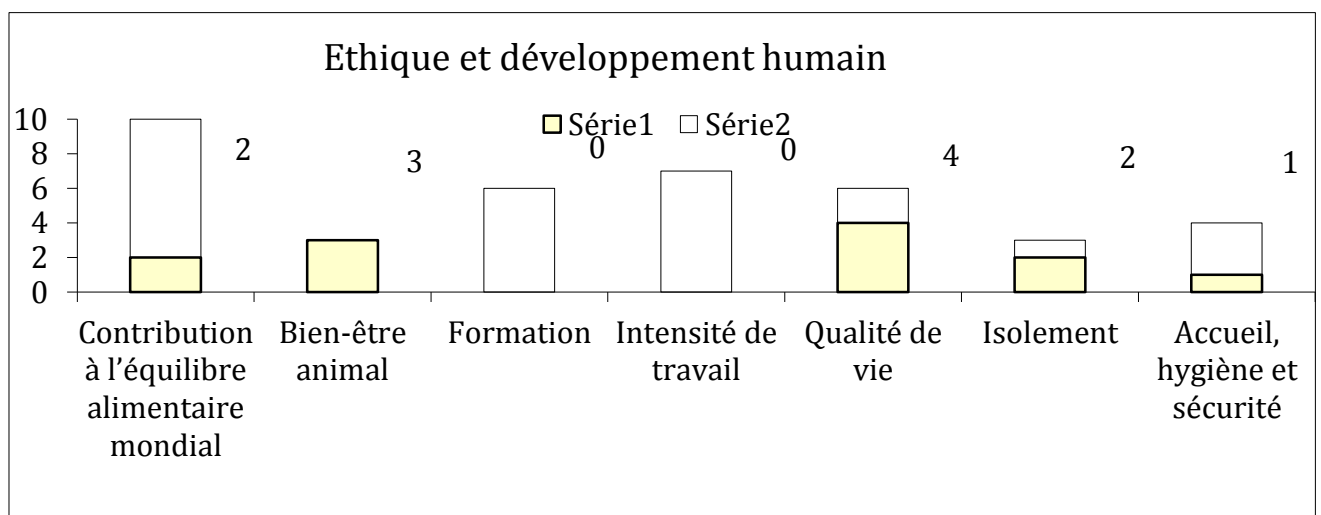 Ethique et développement humain
Série1 Série2
10
8
6
4
2
0
2
3
0
0
4
2
1
Contribution
à l’équilibre
alimentaire
mondial
Bien-être
animal
Formation
Intensité de
travail
Qualité de
vie
Isolement
Accueil,
hygiène et
sécurité